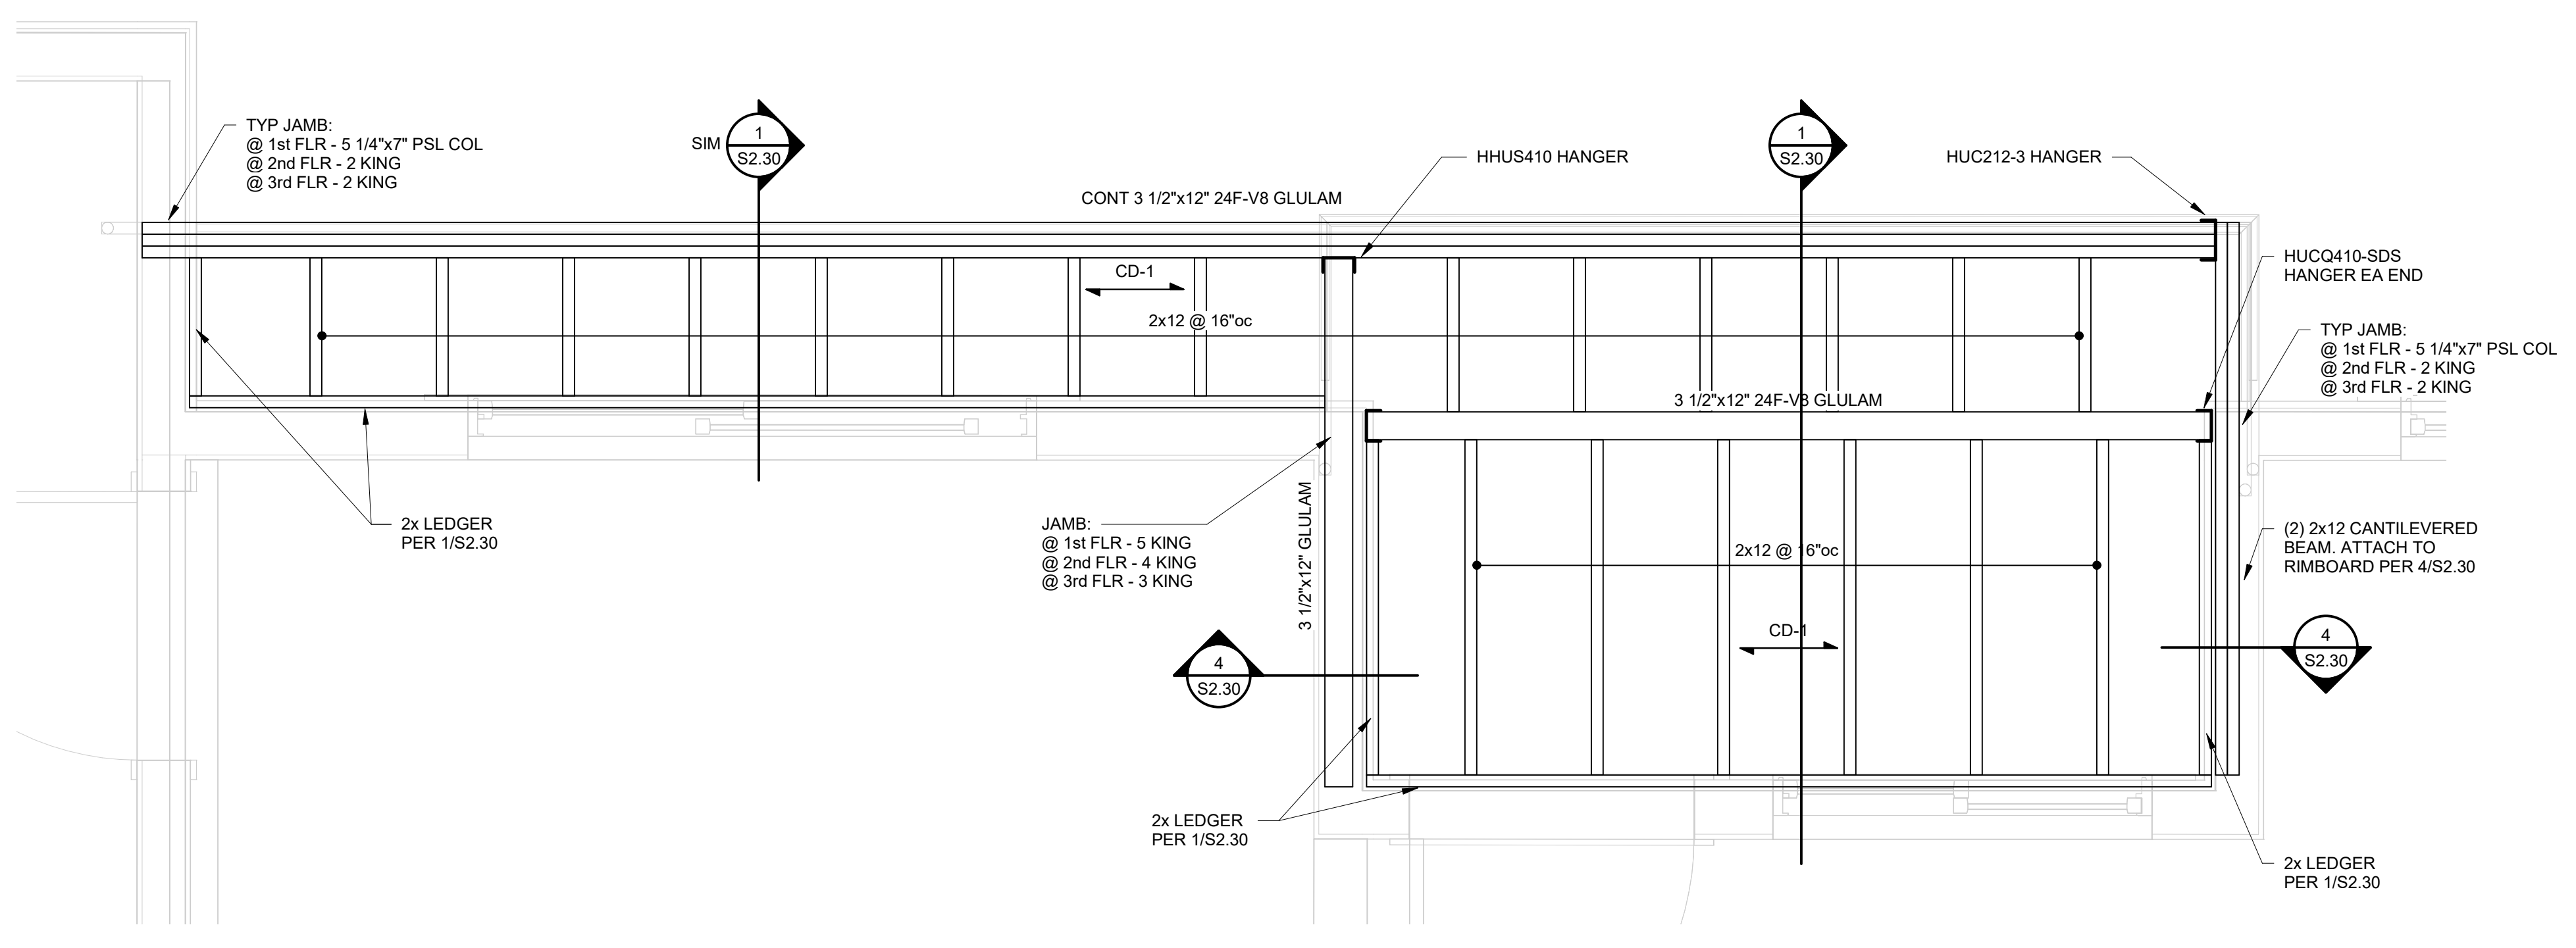 TYP JAMB:
@ 1st FLR - 5 1/4"x7" PSL COL
@ 2nd FLR - 2 KING
@ 3rd FLR - 2 KING
SIM
1
S2.30
CONT 3 1/2"x12" 24F-V8 GLULAM
HHUS410 HANGER
1
S2.30
HUC212-3 HANGER
HUCQ410-SDS
HANGER EA END
CD-1
2x12 @ 16"oc
TYP JAMB:
@ 1st FLR - 5 1/4"x7" PSL COL
@ 2nd FLR - 2 KING
@ 3rd FLR - 2 KING
3 1/2"x12" 24F-V8 GLULAM
2x LEDGER
PER 1/S2.30
JAMB:
@ 1st FLR - 5 KING
@ 2nd FLR - 4 KING
@ 3rd FLR - 3 KING
3 1/2"x12" GLULAM
2x12 @ 16"oc
(2) 2x12 CANTILEVERED
BEAM. ATTACH TO
RIMBOARD PER 4/S2.30
CD-1
4
S2.30
4
S2.30
2x LEDGER
PER 1/S2.30
2x LEDGER
PER 1/S2.30